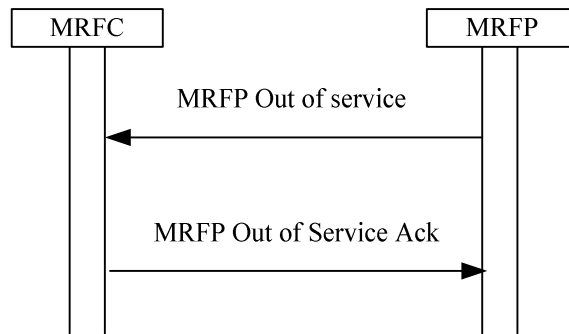 MRFC
MRFP
MRFP Out of service
MRFP Out of Service Ack